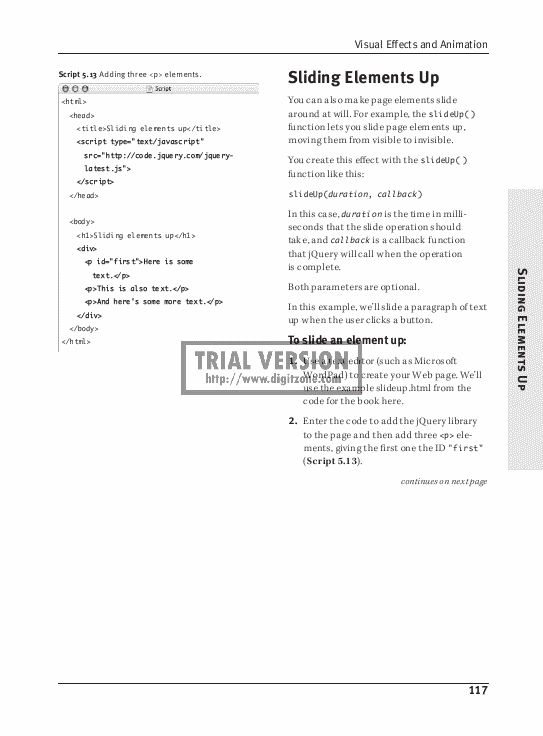 Visual Effects and Animation
Script 5.13 Adding three <p> elements.
Script
<html>
<head>
<title>Sliding elements up</title>
<script type="text/javascript"
src="http://code.jquery.com/jquery-
latest.js">
</script>
</head>
<body>
<h1>Sliding elements up</h1>
<div>
<p id="first">Here is some
text.</p>
<p>This is also text.</p>
<p>And here's some more text.</p>
</div>
</body>
</html>
Sliding Elements Up
You can also make page elements slide
around at will. For example, the slideUp()
function lets you slide page elements up,
moving them from visible to invisible.
You create this effect with the slideUp()
function like this:
slideUp(duration, callback)
In this case, duration is the time in milli-
seconds that the slide operation should
take, and callback is a callback function
that jQuery will call when the operation
is complete.
Both parameters are optional.
In this example, we'll slide a paragraph of text
up when the user clicks a button.
To slide an element up:
1. Use a text editor (such as Microsoft
WordPad) to create your Web page. We'll
use the example slideup.html from the
code for the book here.
2. Enter the code to add the jQuery library
to the page and then add three <p> ele-
ments, giving the first one the ID "first"
(Script 5.13).
continues on next page
TRIAL VERSION
http://www.digitzone.com
Sliding Elements Up
117